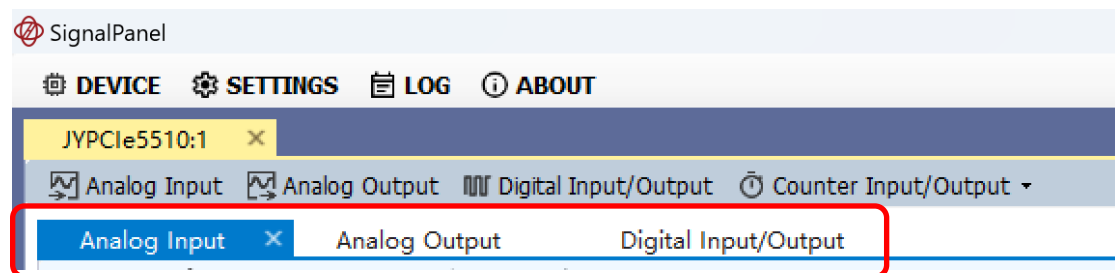 SignalPanel
DEVICE SETTINGS LOG ABOUT
JYPCIe5510:1
Analog Input Analog Output Digital Input/Output Counter Input/Output
Analog Input Analog Output Digital Input/Output